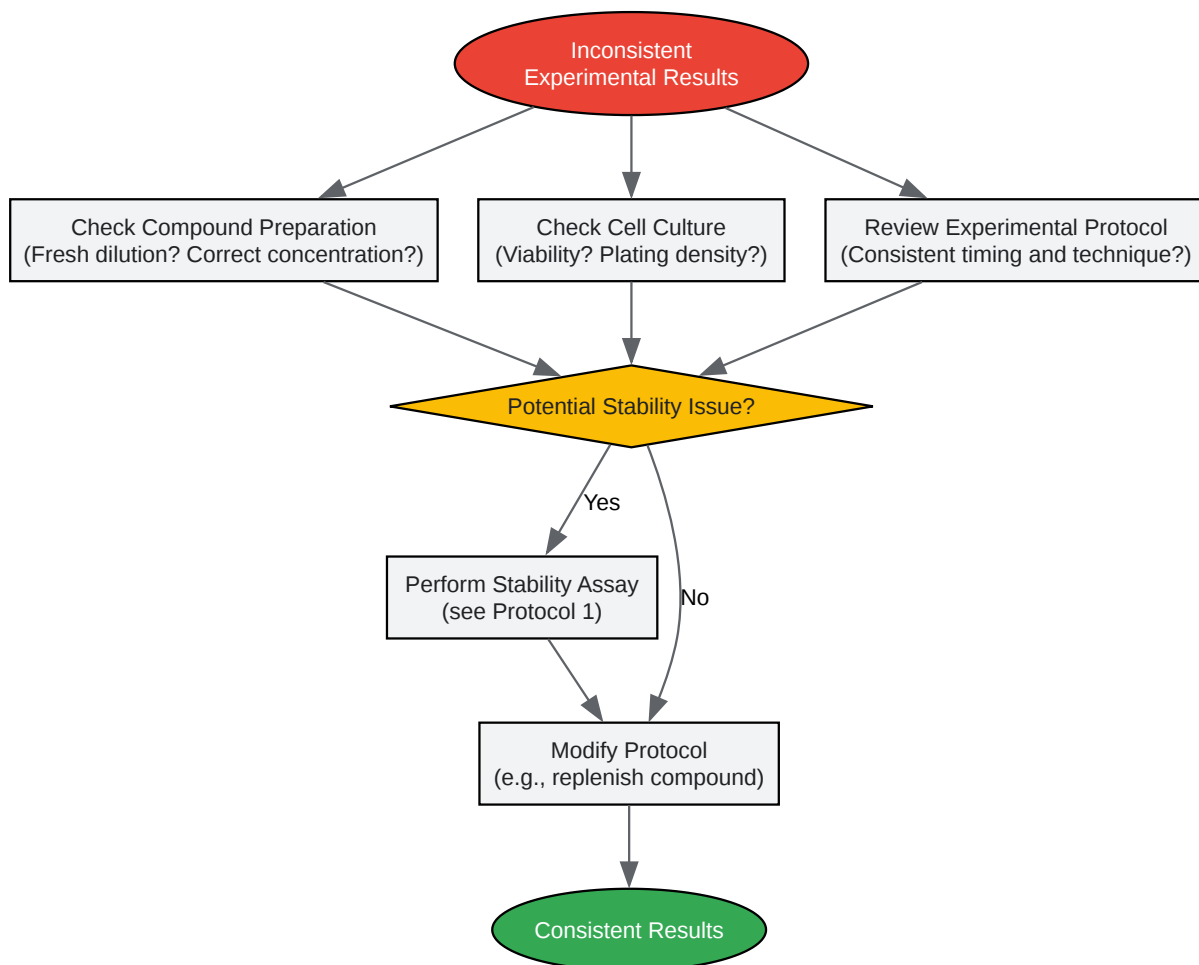 Inconsistent
Experimental Results
Check Compound Preparation
(Fresh dilution? Correct concentration?)
Check Cell Culture
(Viability? Plating density?)
Review Experimental Protocol
(Consistent timing and technique?)
Potential Stability Issue?
Yes
Perform Stability Assay
(see Protocol 1)
No
Modify Protocol
(e.g., replenish compound)
Consistent Results